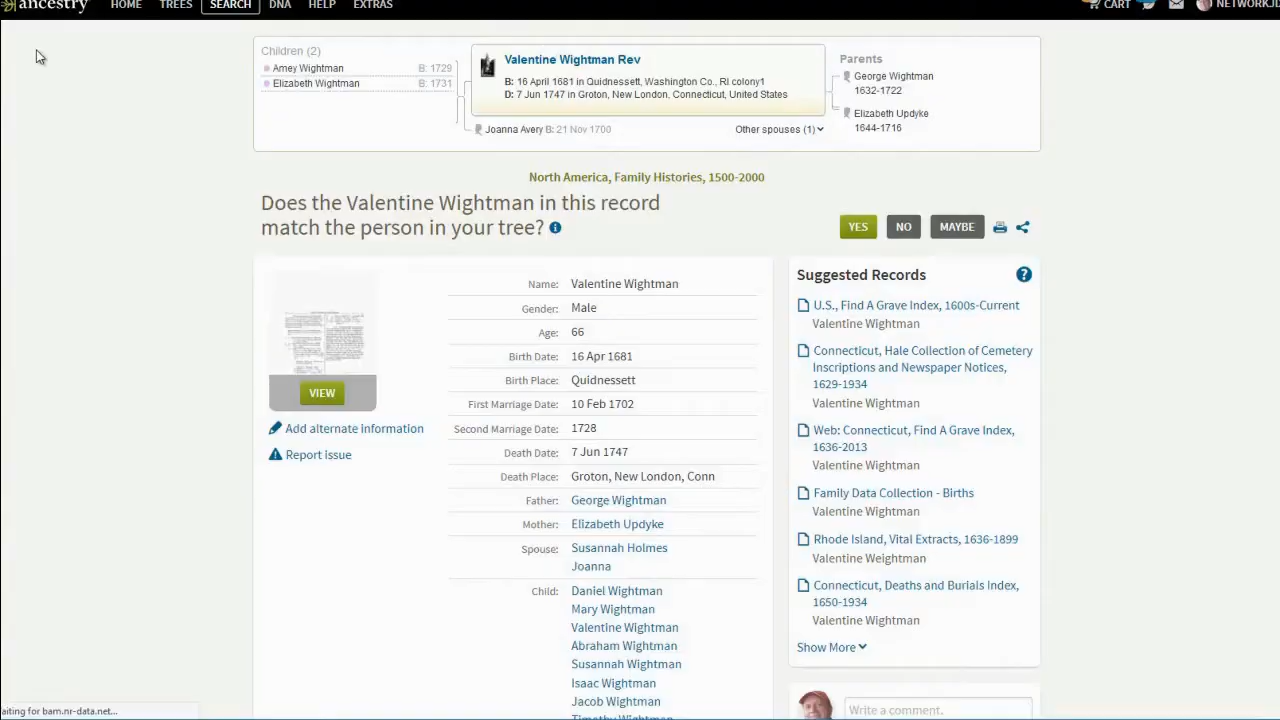 ancestry
HOME
TREES
SEARCH
DNA
HELP
EXTRAS
CART
NETWORKJD
Children (2)
Amey Wightman B: 1729
Elizabeth Wightman B: 1731
Valentine Wightman Rev
B: 16 April 1681 in Quidnessett, Washington Co., RI colony1
D: 7 Jun 1747 in Groton, New London, Connecticut, United States
Joanna Avery B: 21 Nov 1700
Other spouses (1)
Parents
George Wightman
1632-1722
Elizabeth Updyke
1644-1716
North America, Family Histories, 1500-2000
Does the Valentine Wightman in this record
match the person in your tree?
YES
NO
MAYBE
VIEW
Add alternate information
Report issue
Name: Valentine Wightman
Gender: Male
Age: 66
Birth Date: 16 Apr 1681
Birth Place: Quidnessett
First Marriage Date: 10 Feb 1702
Second Marriage Date: 1728
Death Date: 7 Jun 1747
Death Place: Groton, New London, Conn
Father: George Wightman
Mother: Elizabeth Updyke
Spouse: Susannah Holmes
Joanna
Child: Daniel Wightman
Mary Wightman
Valentine Wightman
Abraham Wightman
Susannah Wightman
Isaac Wightman
Jacob Wightman
Timothy Wightman
Suggested Records ?
U.S., Find A Grave Index, 1600s-Current
Valentine Wightman
Connecticut, Hale Collection of Cemetery
Inscriptions and Newspaper Notices,
1629-1934
Valentine Wightman
Web: Connecticut, Find A Grave Index,
1636-2013
Valentine Wightman
Family Data Collection - Births
Valentine Wightman
Rhode Island, Vital Extracts, 1636-1899
Valentine Weightman
Connecticut, Deaths and Burials Index,
1650-1934
Valentine Wightman
Show More
Write a comment.
aiting for bam.nr-data.net...